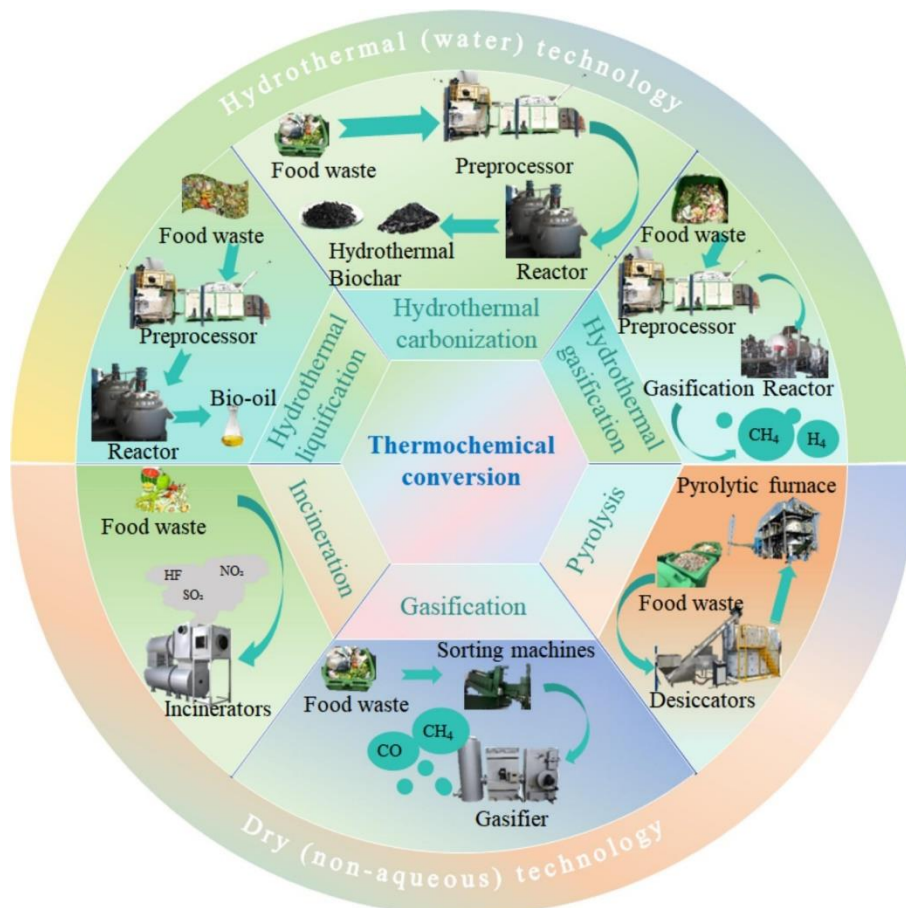 Hydrothermal (water) technology
Food waste
Preprocessor
Hydrothermal
Biochar
Reactor
Hydrothermal
carbonization
Food waste
Preprocessor
Reactor
Bio-oil
Hydrothermal
liquification
Food waste
Preprocessor
Gasification Reactor
CH₄
H₄
Hydrothermal
gasification
Thermochemical
conversion
Incineration
Food waste
HF
NO₂
SO₂
Incinerators
Gasification
Food waste
Sorting machines
CO
CH₄
Gasifier
Pyrolysis
Pyrolytic furnace
Food waste
Desiccators
Dry (non-aqueous) technology